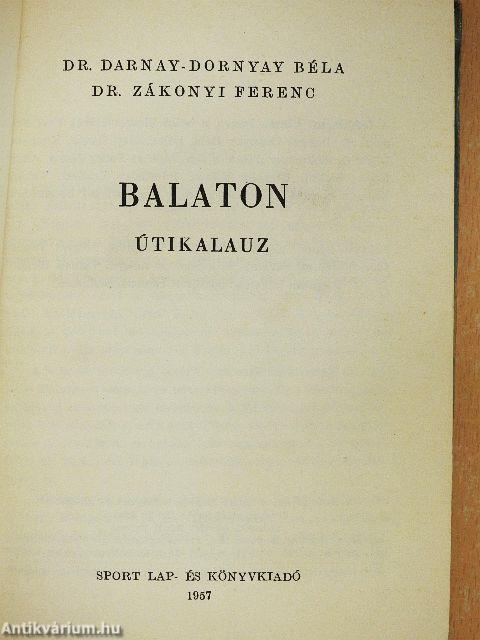 DR. DARNAY-DORNYAY BÉLA
DR. ZÁKONYI FERENC
BALATON
ÚTIKALAUZ
SPORT LAP- ÉS KÖNYVKIADÓ
1957
Antikvárium.hu